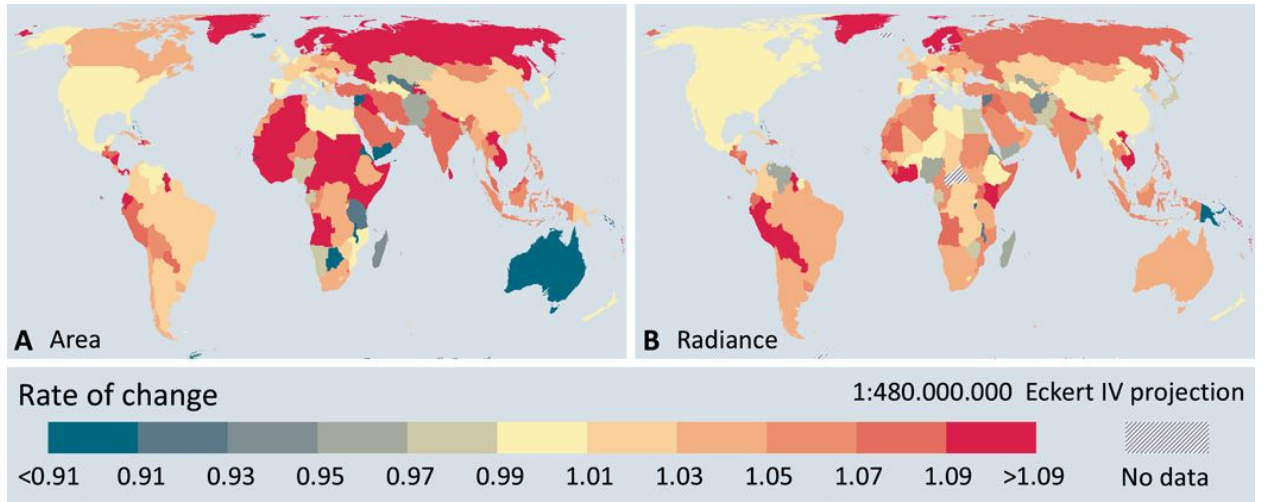 A Area
B Radiance
Rate of change
1:480.000.000 Eckert IV projection
<0.91 0.91 0.93 0.95 0.97 0.99 1.01 1.03 1.05 1.07 1.09 >1.09
No data